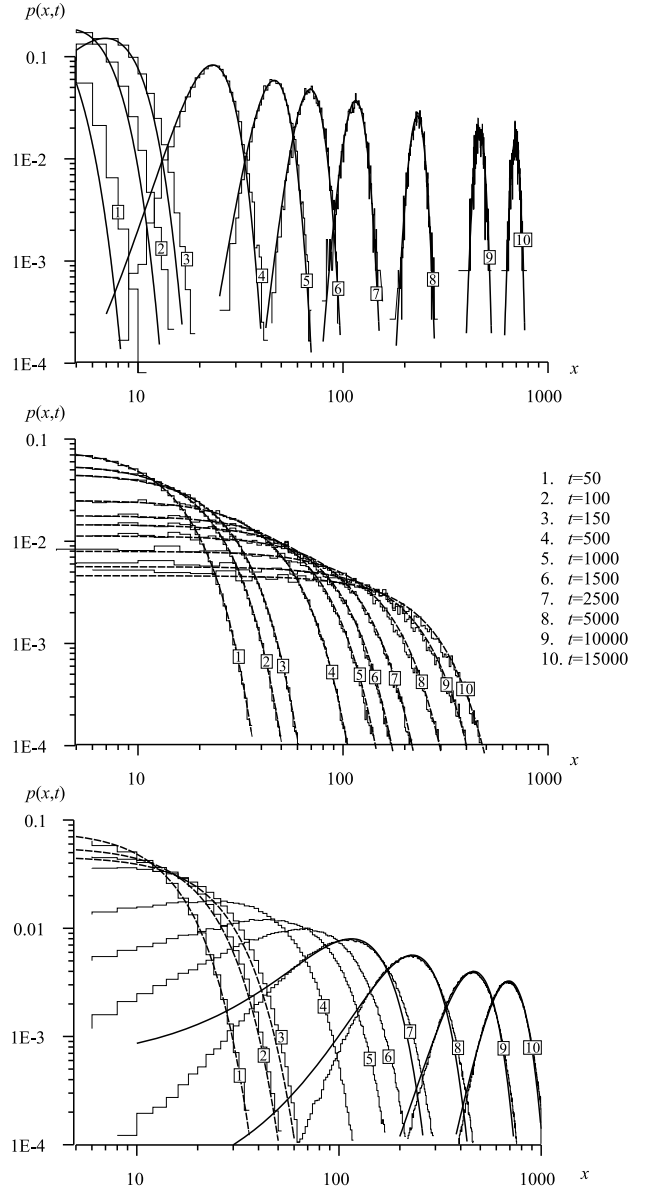 p(x,t)
0.1
1E-2
1E-3
1E-4
1
2
3
4
5
6
7
8
9
10
10
100
1000
x
p(x,t)
0.1
1E-2
1E-3
1E-4
1
2
3
4
5
6
7
8
9
10
10
100
1000
x
1. t=50
2. t=100
3. t=150
4. t=500
5. t=1000
6. t=1500
7. t=2500
8. t=5000
9. t=10000
10. t=15000
p(x,t)
0.1
0.01
1E-3
1E-4
1
2
3
4
5
6
7
8
9
10
10
100
1000
x